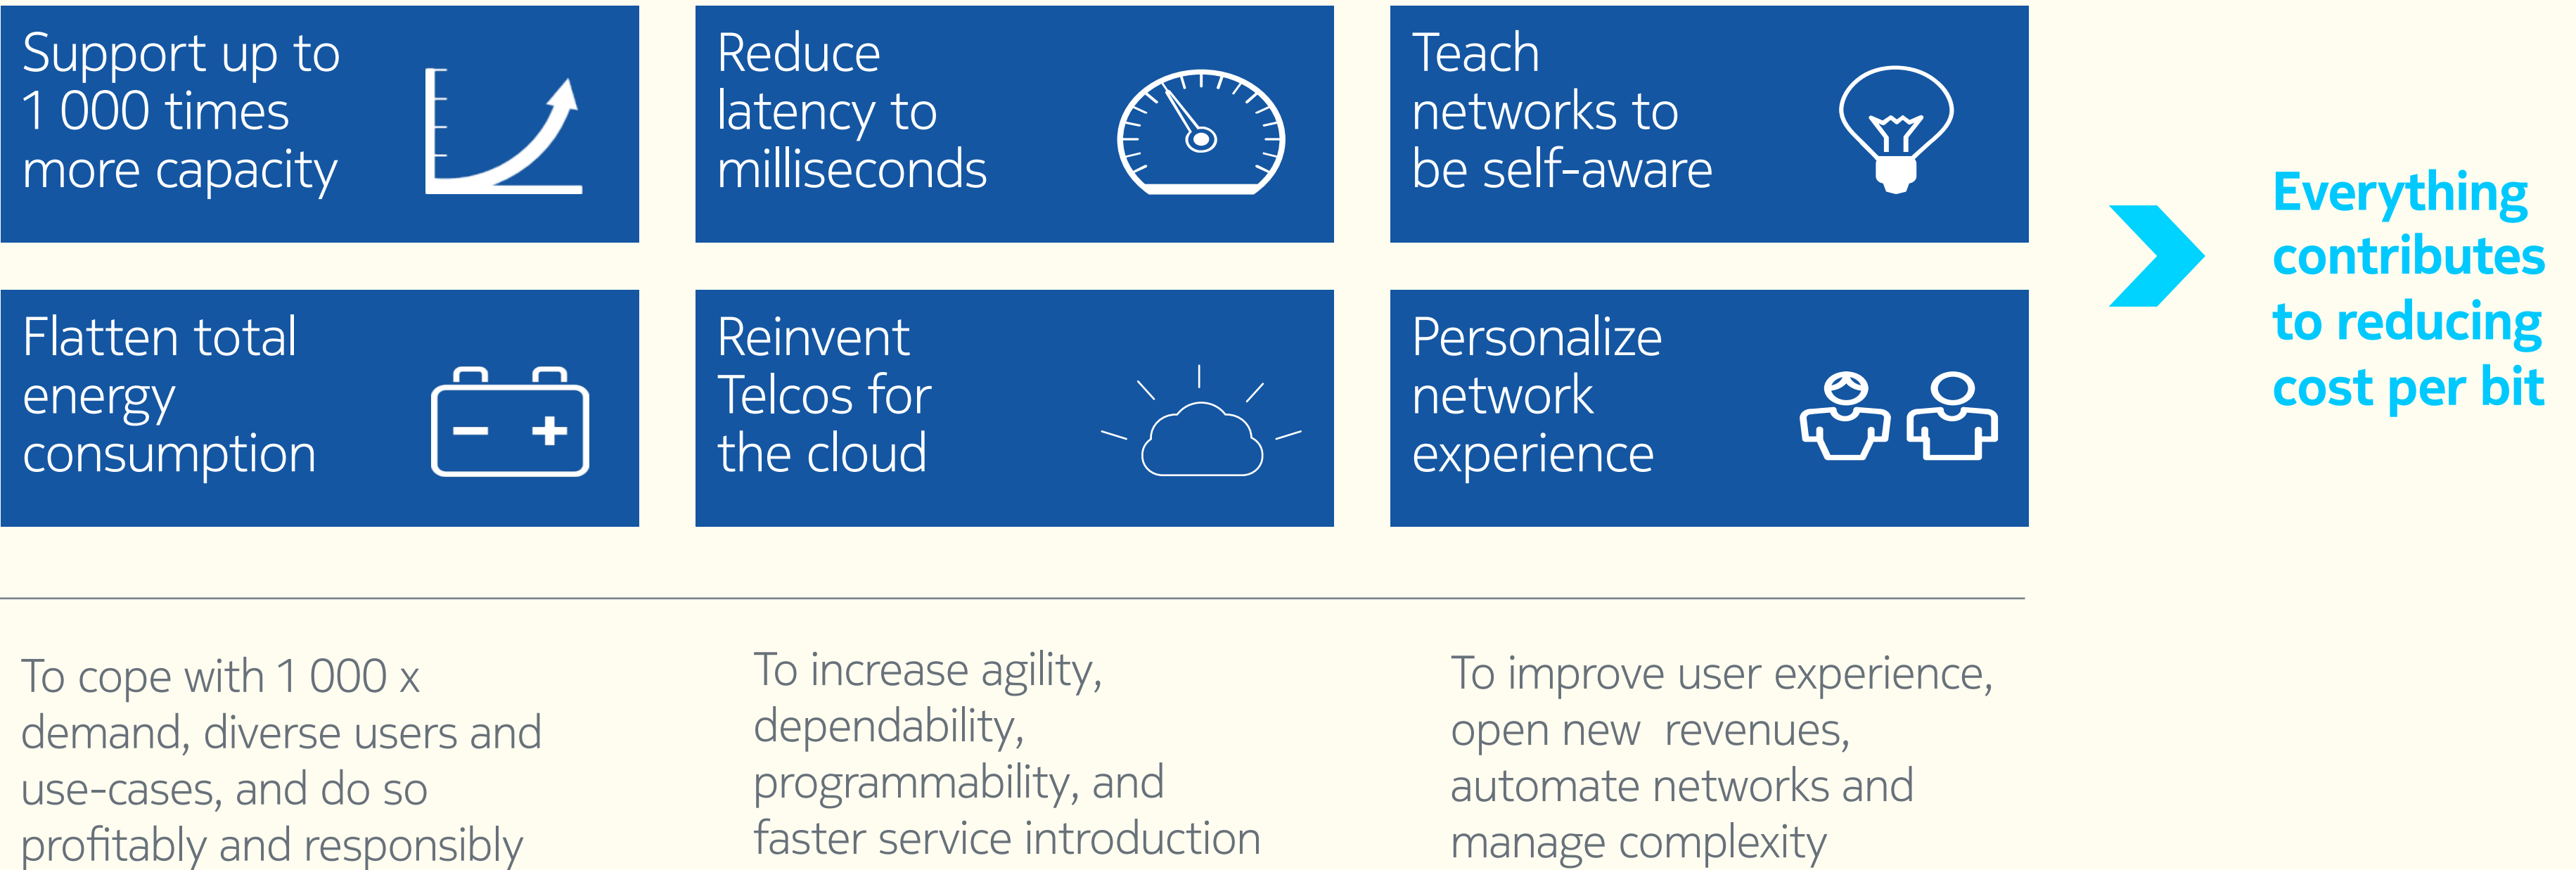 Support up to
1 000 times
more capacity
Reduce
latency to
milliseconds
Teach
networks to
be self-aware
Flatten total
energy
consumption
Reinvent
Telcos for
the cloud
Personalize
network
experience
Everything
contributes
to reducing
cost per bit
To cope with 1 000 x
demand, diverse users and
use-cases, and do so
profitably and responsibly
To increase agility,
dependability,
programmability, and
faster service introduction
To improve user experience,
open new  revenues,
automate networks and
manage complexity